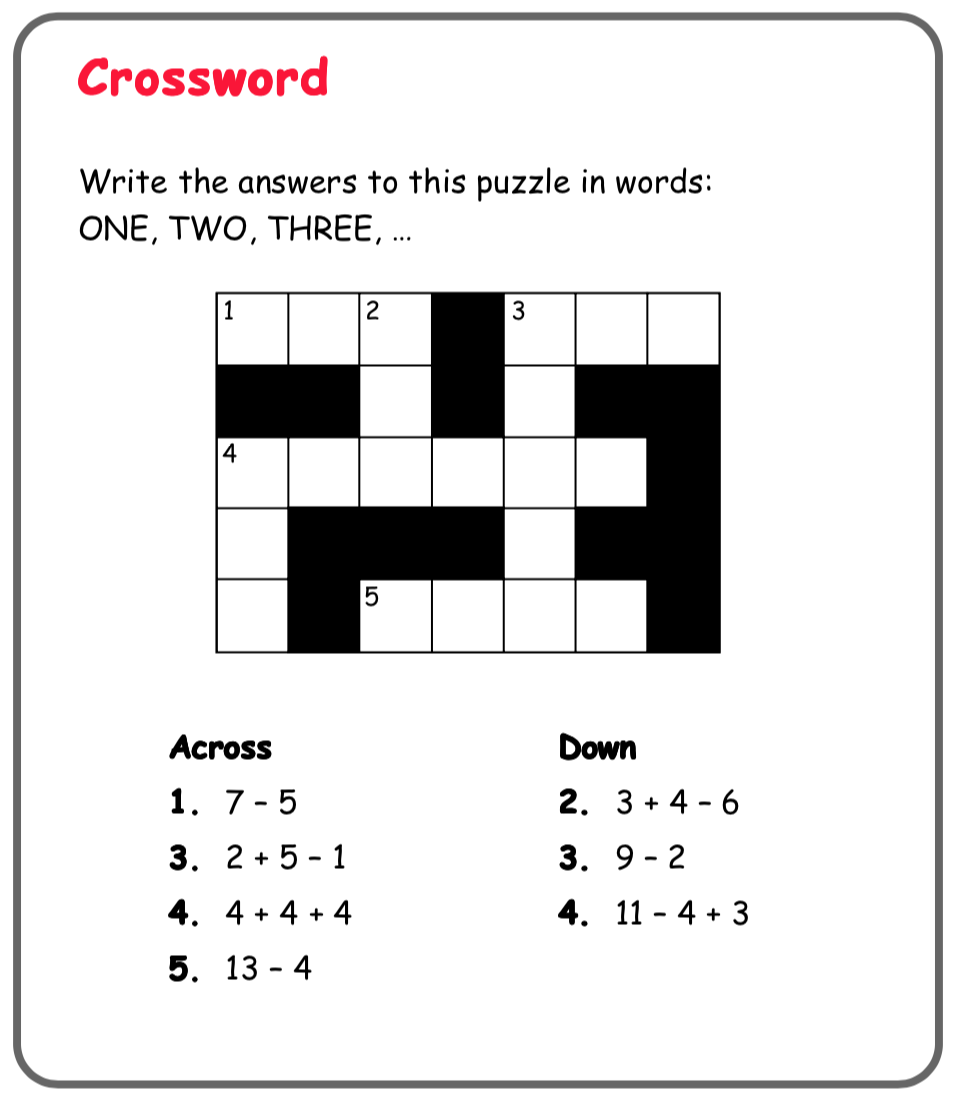 Crossword
Write the answers to this puzzle in words:
ONE, TWO, THREE, ...
1 2 3
4
5
Across
1. 7 – 5
3. 2 + 5 – 1
4. 4 + 4 + 4
5. 13 – 4
Down
2. 3 + 4 – 6
3. 9 – 2
4. 11 – 4 + 3